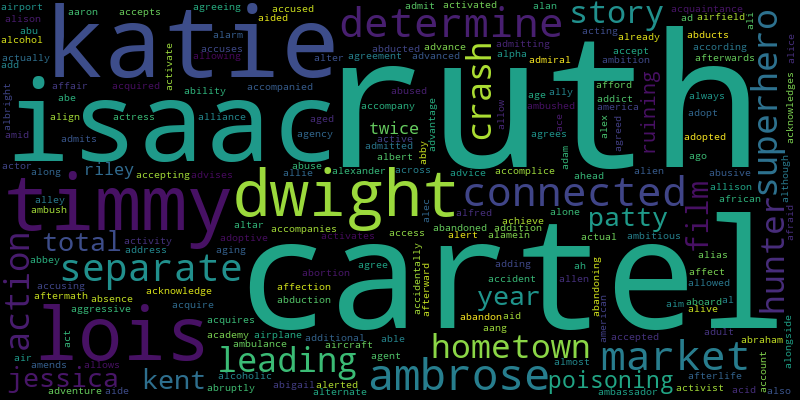 airport aaron accepts agreeing accused admit activated alan acquaintance
alison abu alcohol actually add
katie aided alarm accuses allowing activate
determine
admitting alpha admiral acting already
story
ad airfield ali abducts according afterwards accept ambition
superhero alice acknowledges
isaac ruth
albright affair acquired alter agreement abducted advance advanced
abe ability accompanied
align actress alliance aged abused age ally afford addict always
amid admits agency accompany
twice
crash
allow ace ambushed america alex agreed adopt
ruining
active admitted albert abby advantage agrees adam
abuse across ago adopted although
actor along riley accepting advises allie alexander advice accomplice ahead alien abusive
timmy dwight connected
alley ambush altar alec alfred achieve alone allison african afraid
abandoned addition
patty film hunter
adoptive accompanies activates access alert alamein actual ambitious alias
action total activity address
abbey aging abortion agree accidentally afterward adding ah affect
accusing separate cartel
aftermath absence acknowledge affection abduction accident allen abandoning american allowed
aggressive acquire
year
aim aboard al alive adult alongside
act lois acquires abandon aid aang
academy airplane additional able accepted abraham
ambulance aircraft
hometown
almost
air amends allows
leading agent market
afterlife account
jessica kent alcoholic abigail alerted
ambrose poisoning
activist acid also
adventure aide abruptly alternate ambassador